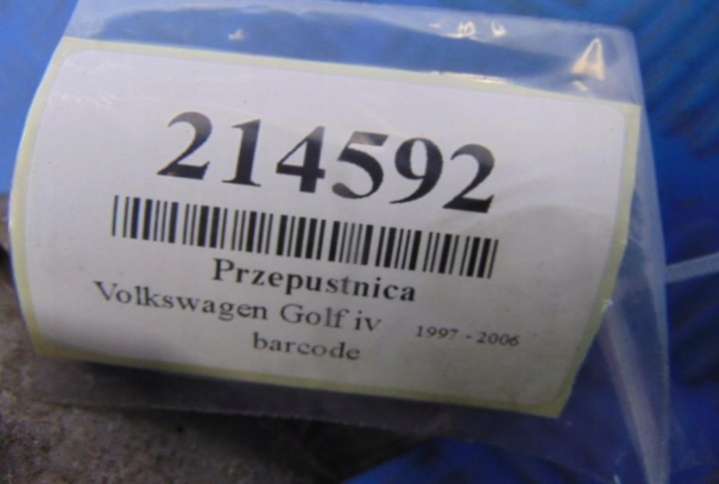 214592
Przepustnica
Volkswagen Golf iv 1997 - 2006
barcode